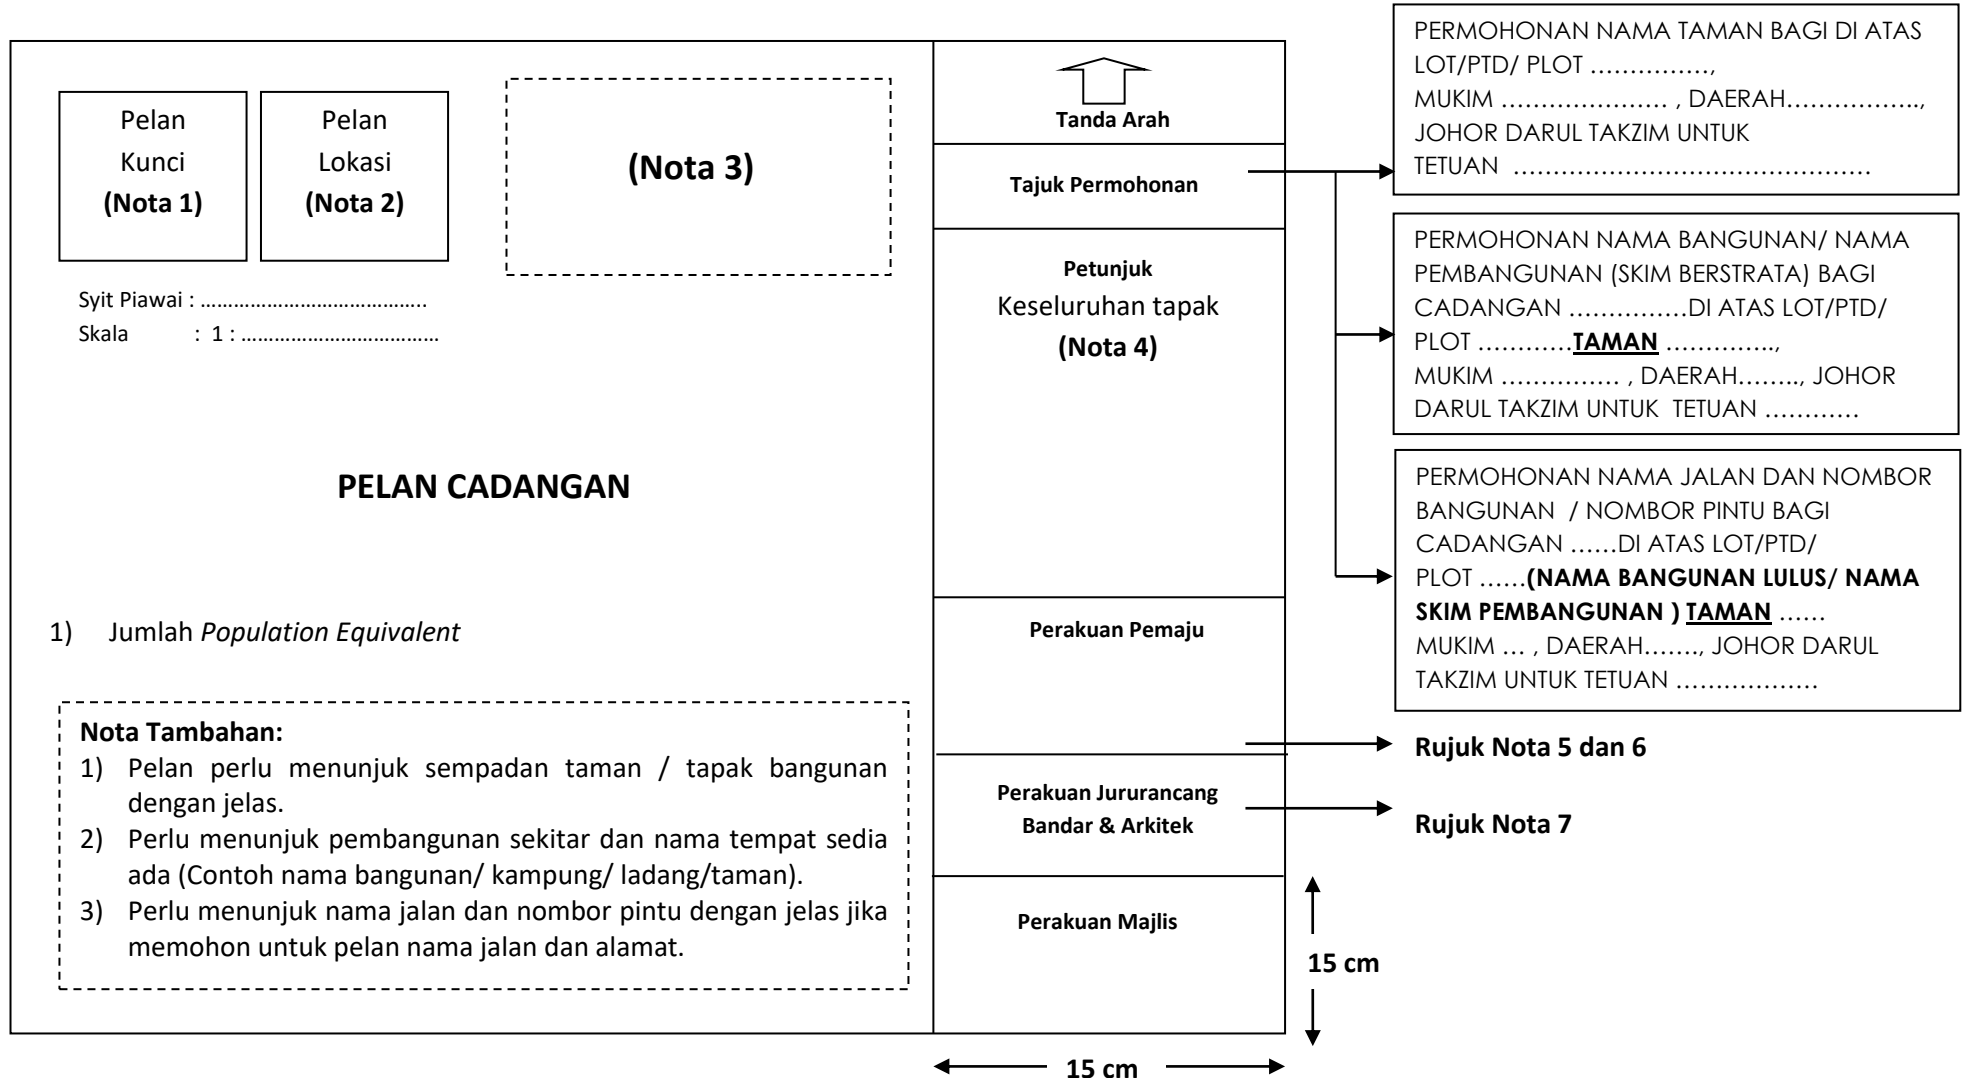 Pelan
Kunci
(Nota 1)
Pelan
Lokasi
(Nota 2)
(Nota 3)
Syit Piawai : …………………………………..
Skala : 1 : ………………………………
PELAN CADANGAN
1) Jumlah Population Equivalent
Nota Tambahan:
1) Pelan perlu menunjuk sempadan taman / tapak bangunan
dengan jelas.
2) Perlu menunjuk pembangunan sekitar dan nama tempat sedia
ada (Contoh nama bangunan/ kampung/ ladang/taman).
3) Perlu menunjuk nama jalan dan nombor pintu dengan jelas jika
memohon untuk pelan nama jalan dan alamat.
Tanda Arah
Tajuk Permohonan
Petunjuk
Keseluruhan tapak
(Nota 4)
Perakuan Pemaju
Perakuan Jururancang
Bandar & Arkitek
Perakuan Majlis
15 cm
15 cm
PERMOHONAN NAMA TAMAN BAGI DI ATAS
LOT/PTD/ PLOT ……………,
MUKIM ………………… , DAERAH……………..,
JOHOR DARUL TAKZIM UNTUK
TETUAN ………………………………………
PERMOHONAN NAMA BANGUNAN/ NAMA
PEMBANGUNAN (SKIM BERSTRATA) BAGI
CADANGAN ……………DI ATAS LOT/PTD/
PLOT …………TAMAN …………..,
MUKIM …………… , DAERAH…….., JOHOR
DARUL TAKZIM UNTUK TETUAN …………
PERMOHONAN NAMA JALAN DAN NOMBOR
BANGUNAN / NOMBOR PINTU BAGI
CADANGAN ……DI ATAS LOT/PTD/
PLOT ……(NAMA BANGUNAN LULUS/ NAMA
SKIM PEMBANGUNAN ) TAMAN ……
MUKIM … , DAERAH……., JOHOR DARUL
TAKZIM UNTUK TETUAN ………………
Rujuk Nota 5 dan 6
Rujuk Nota 7